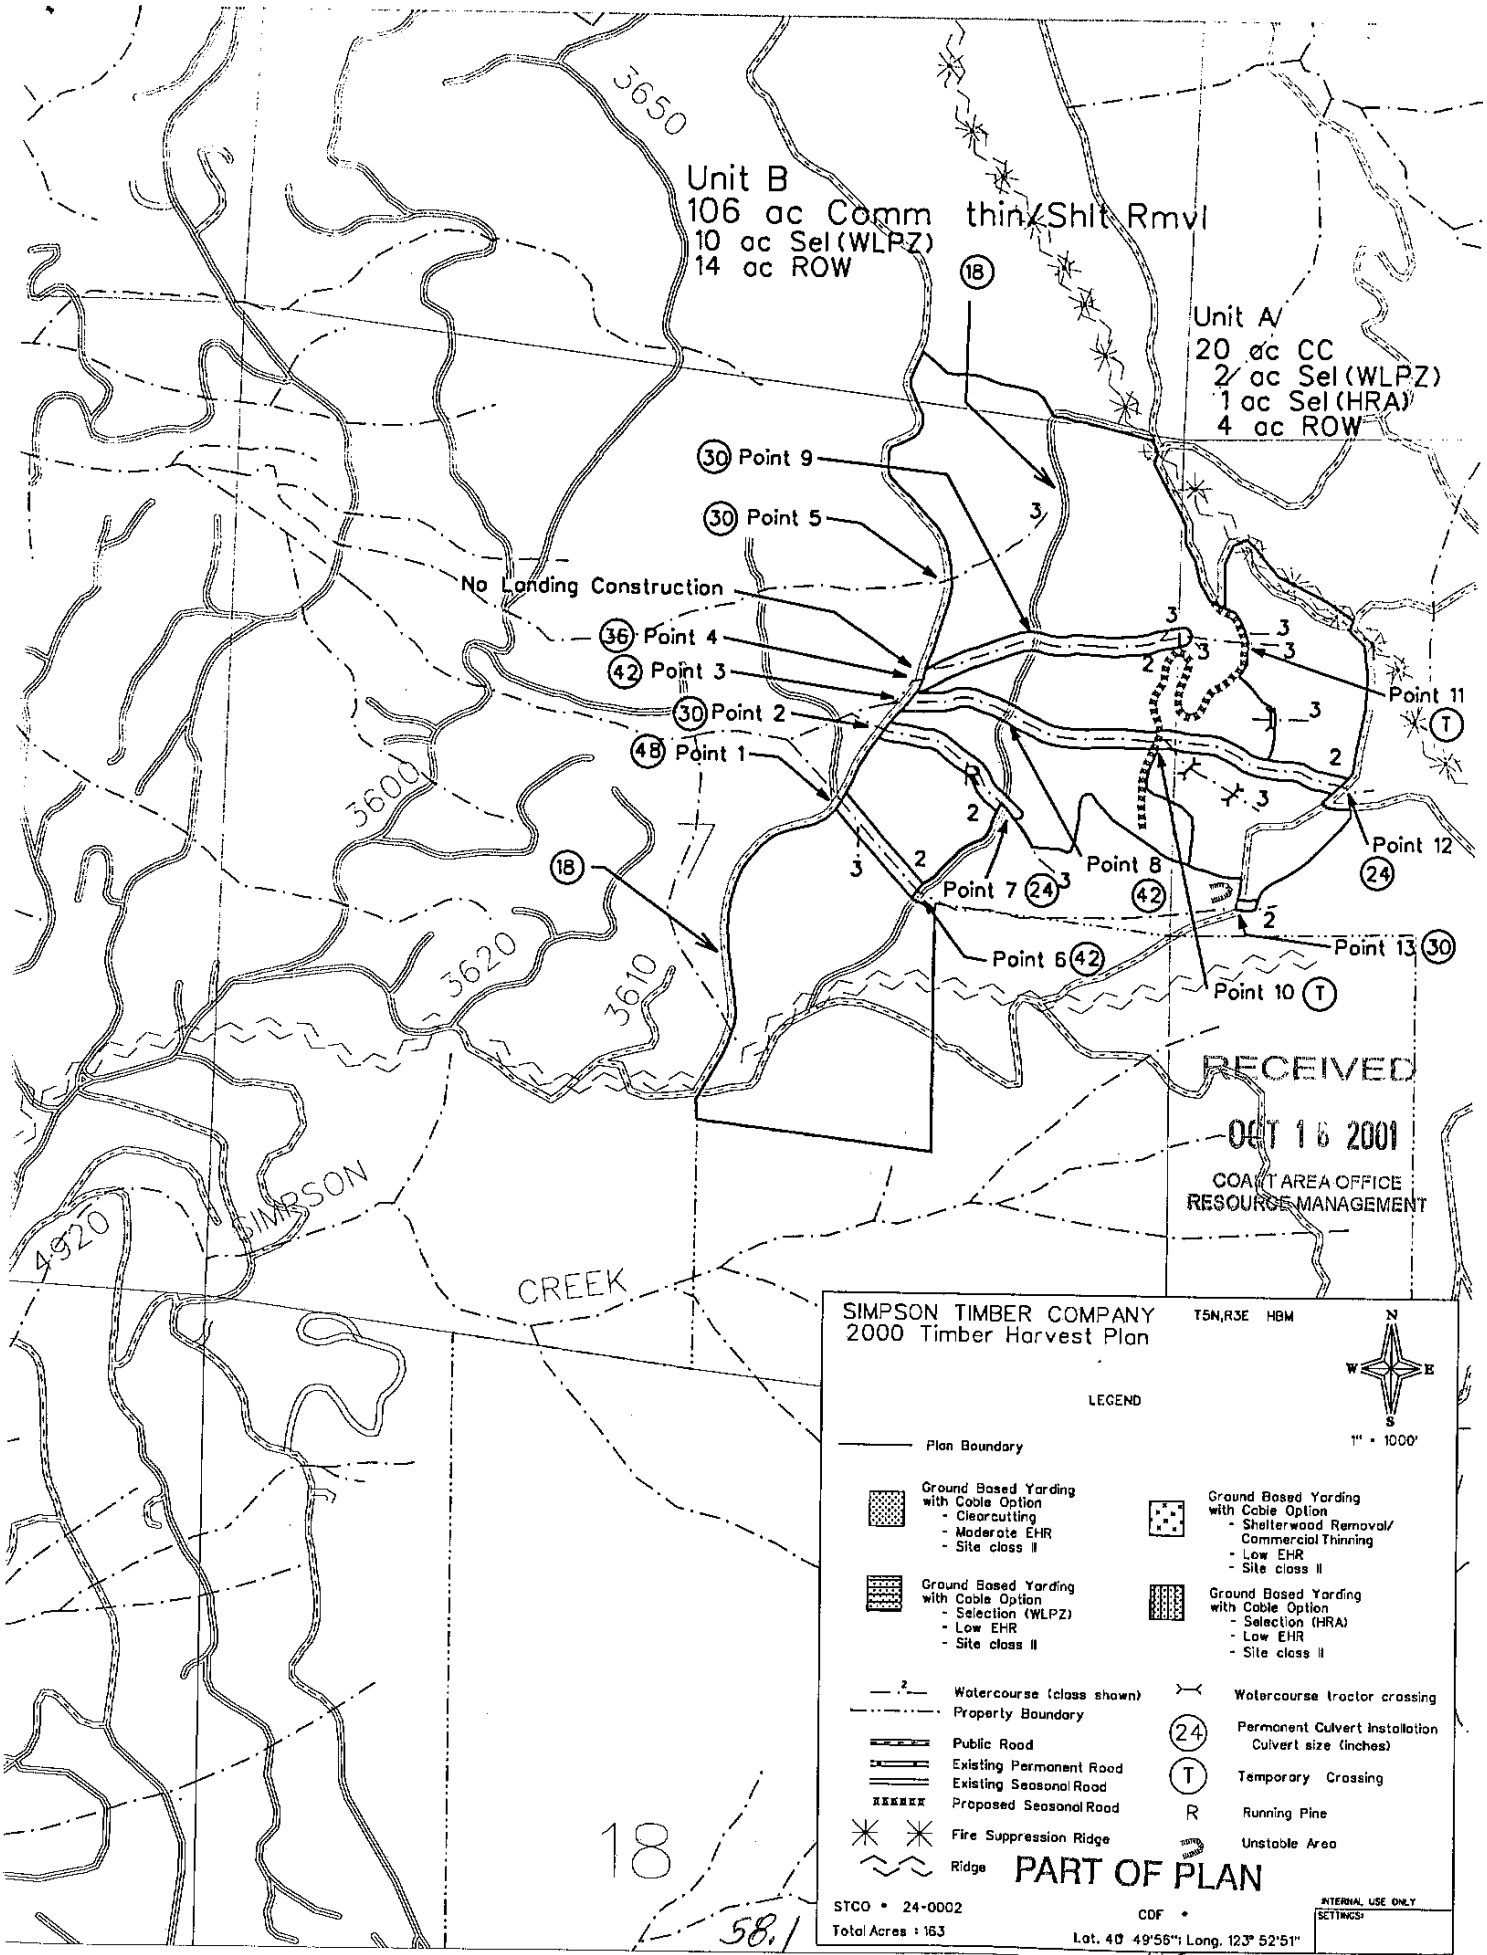 3650
Unit B
106 ac Comm thin/Shlt Rmvl
10 ac Sel (WLPZ)
14 ac ROW
18
Unit A
20 ac CC
2 ac Sel (WLPZ)
1 ac Sel (HRA)
4 ac ROW
30 Point 9
3
30 Point 5
No Landing Construction
3
3
36 Point 4
2
3
3
42 Point 3
Point 11
T
3
30 Point 2
48 Point 1
R
2
3
3600
7
2
Point 12
24
3
2
Point 8
42
18
Point 7 24
3
2
3620
Point 6 42
Point 13 30
3610
Point 10 T
RECEIVED
OCT 16 2001
COAST AREA OFFICE
RESOURCE MANAGEMENT
SIMPSON
4920
CREEK
SIMPSON TIMBER COMPANY T5N,R3E HBM
2000 Timber Harvest Plan
N
W E
S
1" = 1000'
LEGEND
Plan Boundary
Ground Based Yarding
with Cable Option
- Clearcutting
- Moderate EHR
- Site class II
Ground Based Yarding
with Cable Option
- Shelterwood Removal/
Commercial Thinning
- Low EHR
- Site class II
Ground Based Yarding
with Cable Option
- Selection (WLPZ)
- Low EHR
- Site class II
Ground Based Yarding
with Cable Option
- Selection (HRA)
- Low EHR
- Site class II
2 Watercourse (class shown)
Watercourse tractor crossing
Property Boundary
24 Permanent Culvert Installation
Culvert size (inches)
Public Road
Existing Permanent Road
Existing Seasonal Road
T Temporary Crossing
Proposed Seasonal Road
R Running Pine
Fire Suppression Ridge
Unstable Area
Ridge
PART OF PLAN
18
58.1
STCO # 24-0002
CDF #
INTERNAL USE ONLY
SETTINGS:
Total Acres : 163
Lat. 40° 49'56"; Long. 123° 52'51"